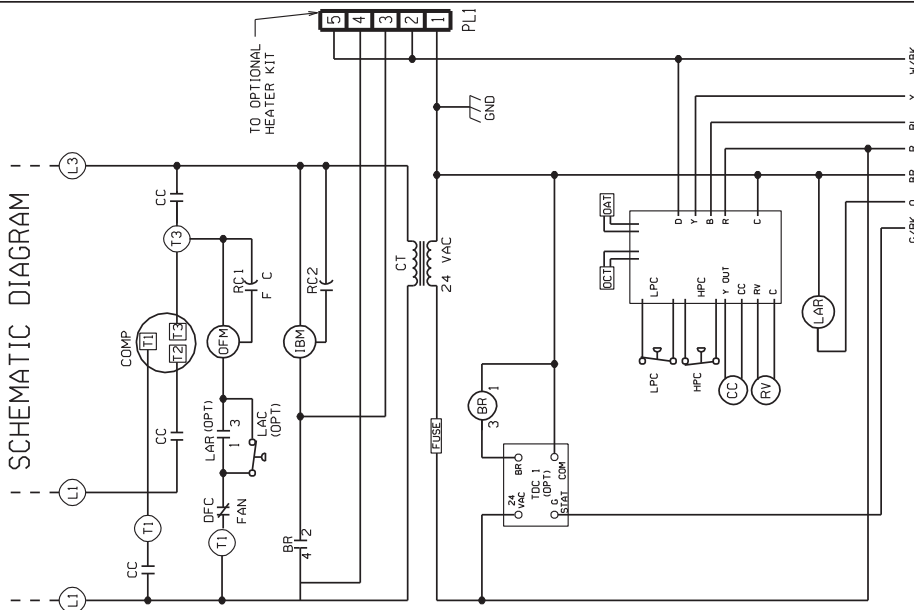 SCHEMATIC DIAGRAM
TO OPTIONAL
HEATER KIT
5
4
3
2
1
PL1
GND
L3
L1
L1
CC
T3
COMP
T1
T2
T3
CC
T1
CC
RC1
F C
OFM
LAR (OPT)
1 3
LAC
(OPT)
DFC
FAN
T1
RC2
IBM
BR
4 2
CT
24 VAC
FUSE
BR
3 1
24
VAC
BR
TDC 1
(OPT)
G
STAT
COM
OAT
OCT
D
Y
B
R
C
LPC
HPC
Y OUT
CC
RV
C
LPC
HPC
CC
RV
LAR
W/BK
Y
R
BR
O
G/BK